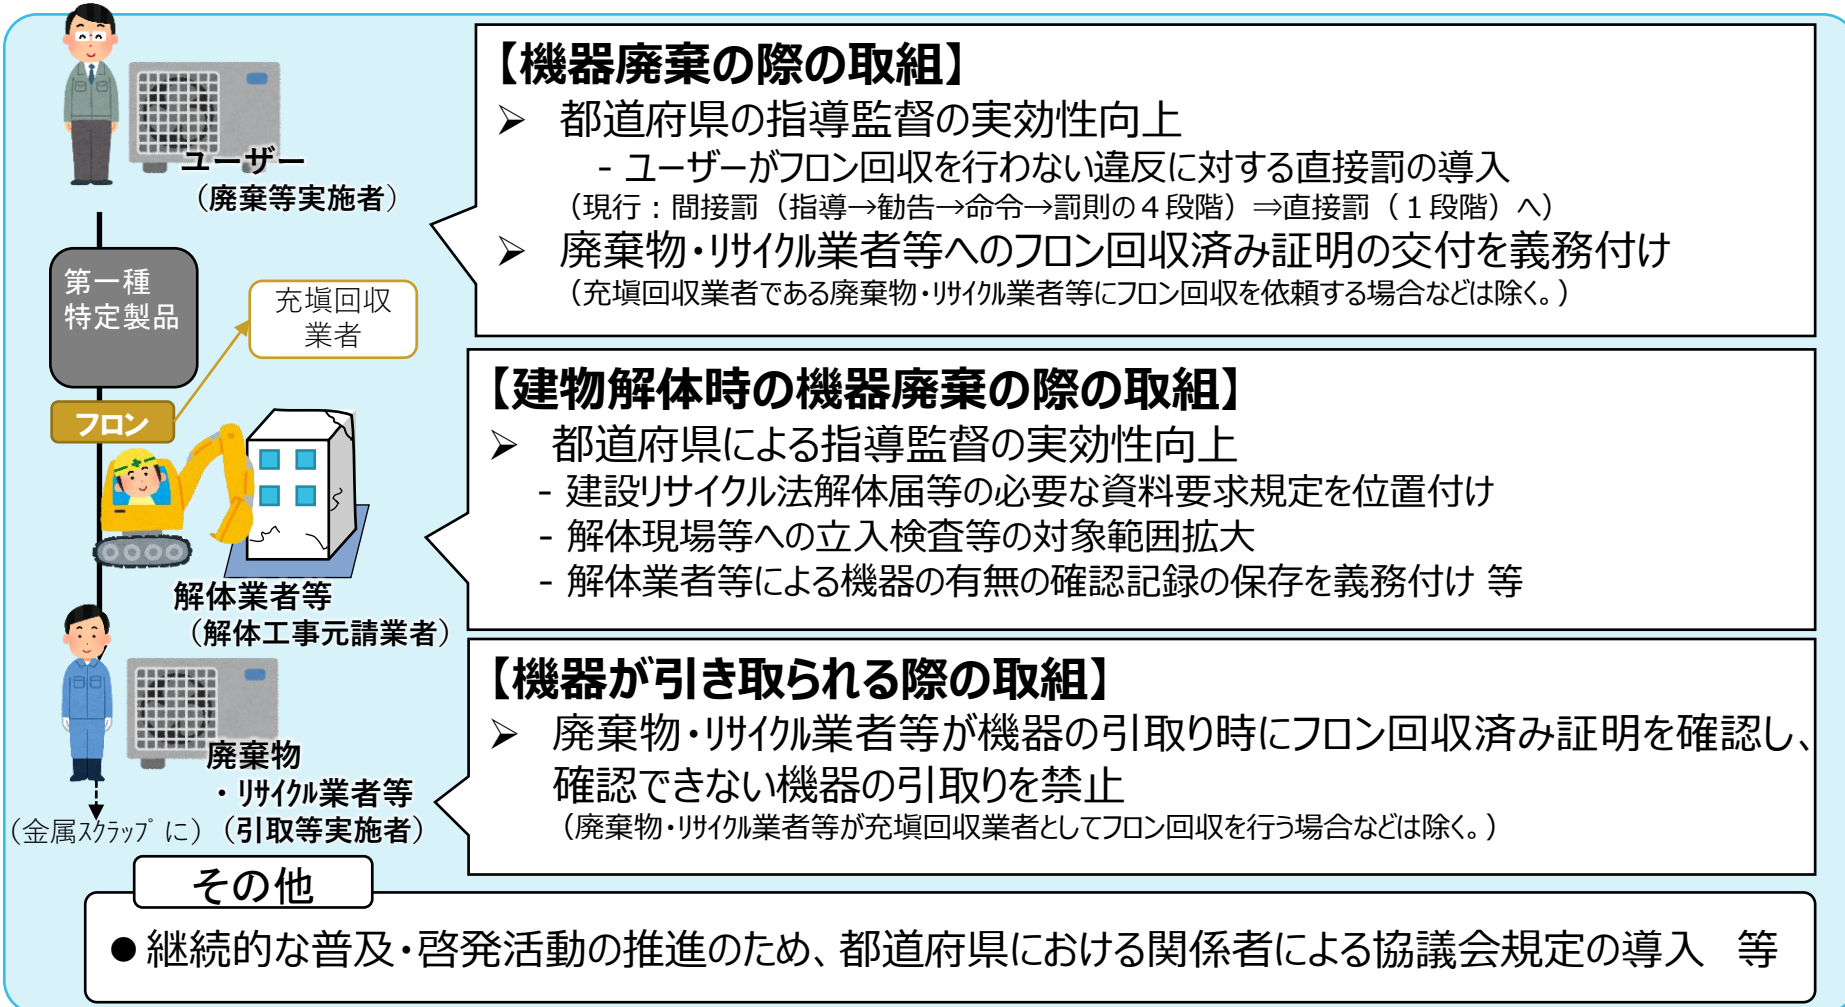 【機器廃棄の際の取組】
➢ 都道府県の指導監督の実効性向上
- ユーザーがフロン回収を行わない違反に対する直接罰の導入
（現行：間接罰（指導→勧告→命令→罰則の４段階）⇒直接罰（１段階）へ）
➢ 廃棄物・リサイクル業者等へのフロン回収済み証明の交付を義務付け
（充塡回収業者である廃棄物・リサイクル業者等にフロン回収を依頼する場合などは除く。）
ユーザー
（廃棄等実施者）
第一種
特定製品
充塡回収
業者
フロン
【建物解体時の機器廃棄の際の取組】
➢ 都道府県による指導監督の実効性向上
- 建設リサイクル法解体届等の必要な資料要求規定を位置付け
- 解体現場等への立入検査等の対象範囲拡大
- 解体業者等による機器の有無の確認記録の保存を義務付け 等
解体業者等
（解体工事元請業者）
【機器が引き取られる際の取組】
➢ 廃棄物・リサイクル業者等が機器の引取り時にフロン回収済み証明を確認し、
確認できない機器の引取りを禁止
（廃棄物・リサイクル業者等が充塡回収業者としてフロン回収を行う場合などは除く。）
廃棄物
・リサイクル業者等
（引取等実施者）
（金属スクラップに）
その他
●継続的な普及・啓発活動の推進のため、都道府県における関係者による協議会規定の導入　等